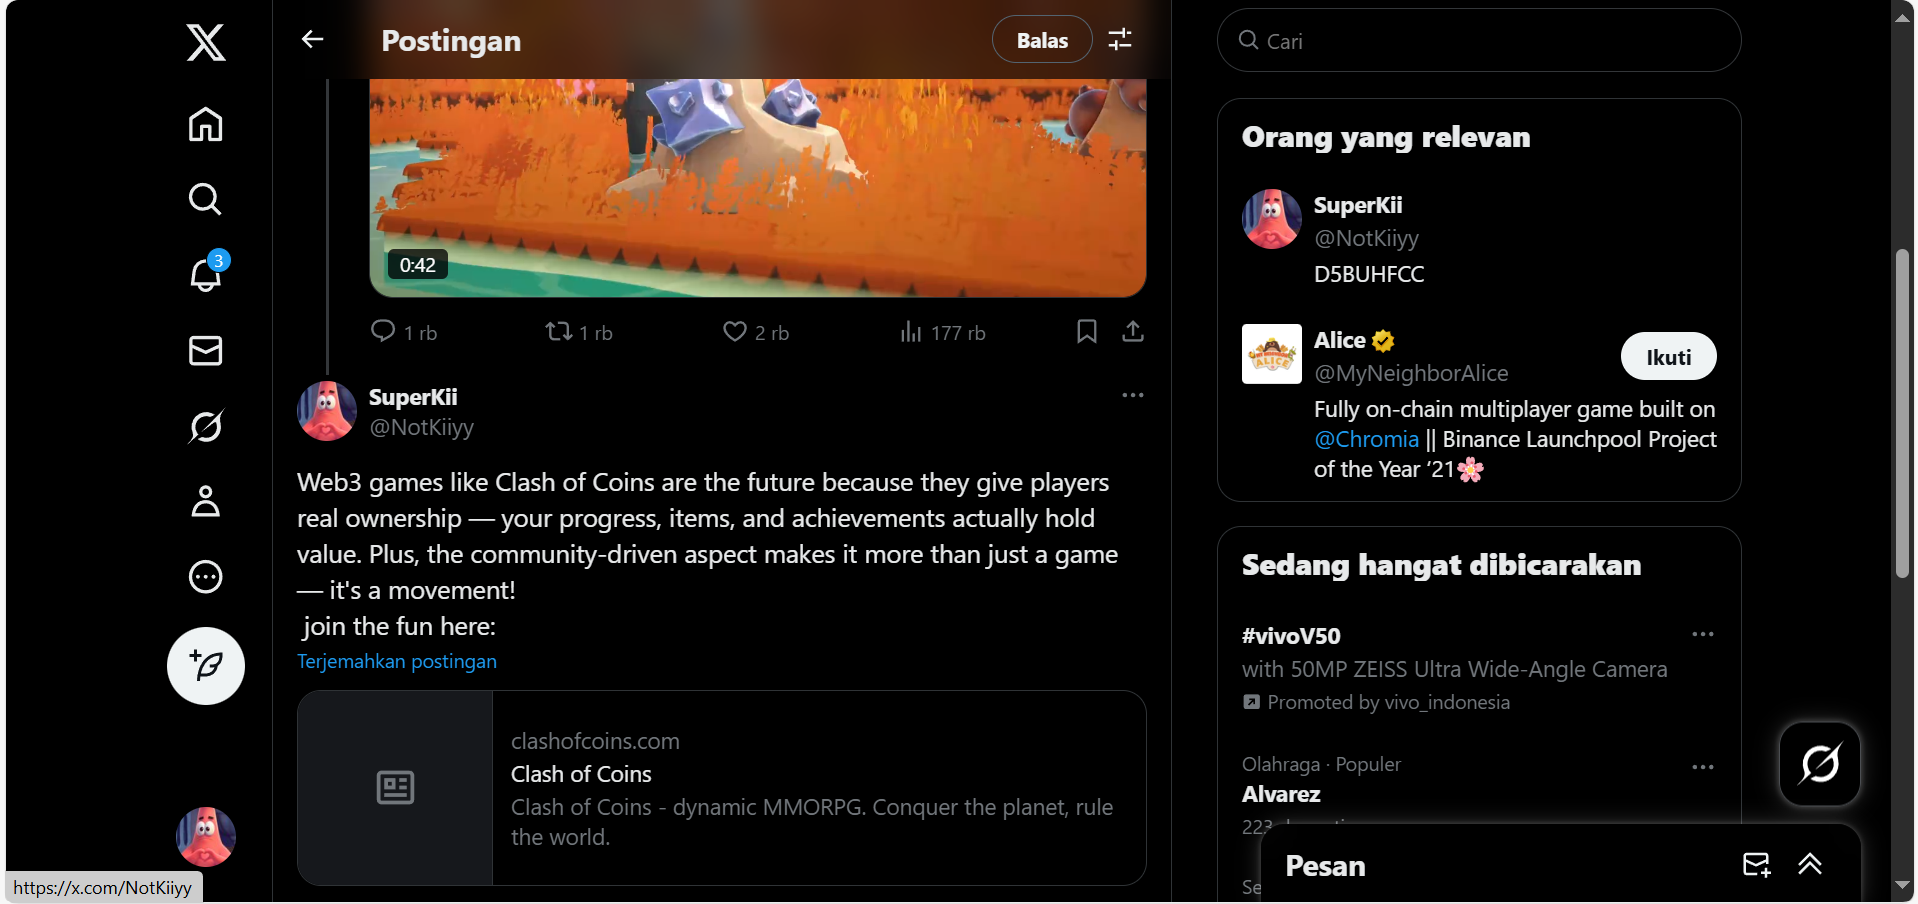 Postingan
Balas
0:42
1 rb
1 rb
2 rb
177 rb
SuperKii
@NotKiiyy
Web3 games like Clash of Coins are the future because they give players
real ownership — your progress, items, and achievements actually hold
value. Plus, the community-driven aspect makes it more than just a game
— it's a movement!
join the fun here:
Terjemahkan postingan
clashofcoins.com
Clash of Coins
Clash of Coins - dynamic MMORPG. Conquer the planet, rule
the world.
3
https://x.com/NotKiiyy
Cari
Orang yang relevan
SuperKii
@NotKiiyy
D5BUHFCC
ALICE
Alice
@MyNeighborAlice
Ikuti
Fully on-chain multiplayer game built on
@Chromia || Binance Launchpool Project
of the Year ‘21🌸
Sedang hangat dibicarakan
#vivoV50
with 50MP ZEISS Ultra Wide-Angle Camera
Promoted by vivo_indonesia
Olahraga · Populer
Alvarez
Pesan